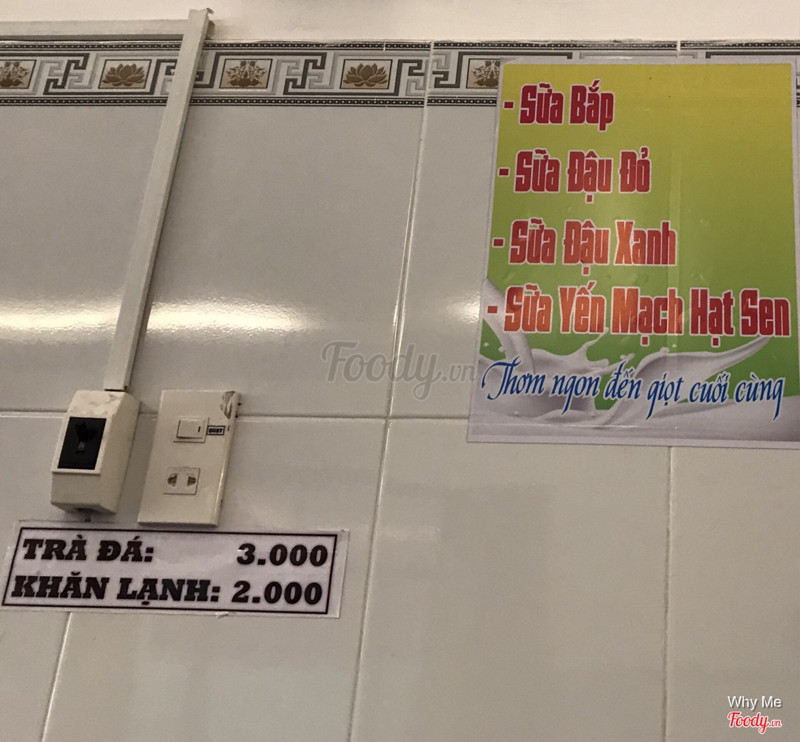 - Sữa Bắp
- Sữa Đậu Đỏ
- Sữa Đậu Xanh
- Sữa Yến Mạch Hạt Sen
Thơm ngon đến giọt cuối cùng
Foody.vn
QUẠT
TRÀ ĐÁ: 3.000
KHĂN LẠNH: 2.000
Why Me
Foody.vn